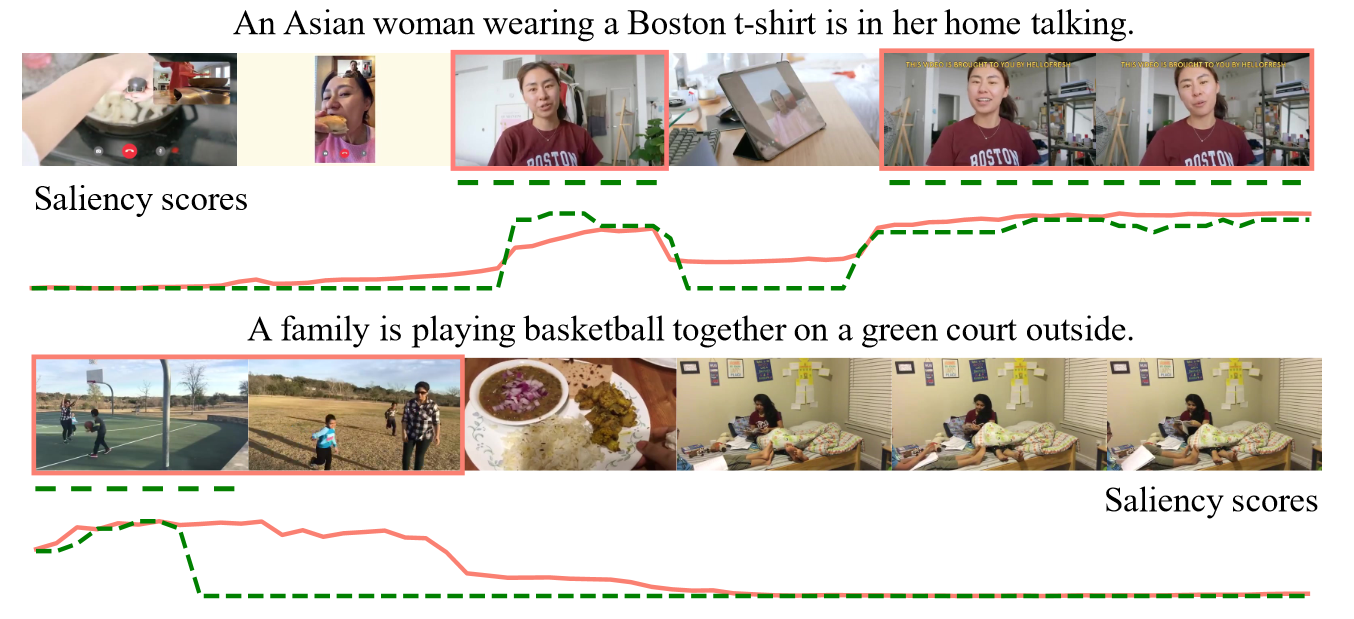 An Asian woman wearing a Boston t-shirt is in her home talking.
THIS VIDEO IS BROUGHT TO YOU BY HELLOFRESH
THIS VIDEO IS BROUGHT TO YOU BY HELLOFRESH
BOSTON
BOSTON
BOSTON
Saliency scores
A family is playing basketball together on a green court outside.
Saliency scores